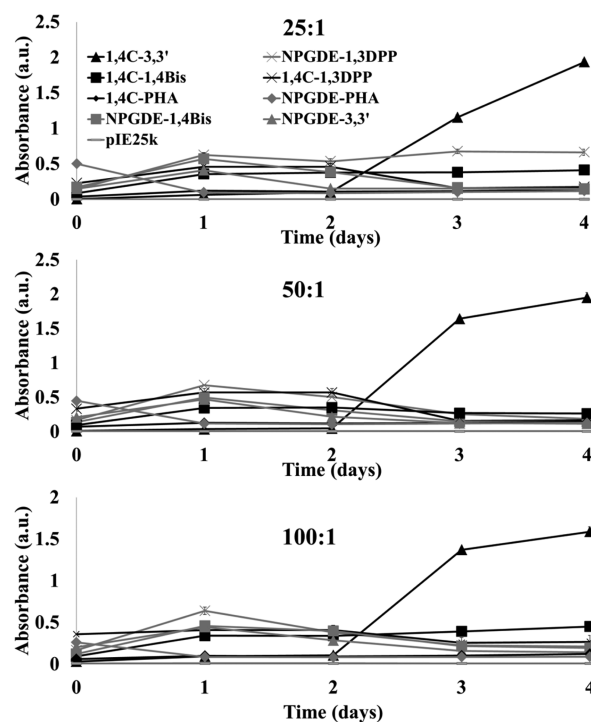 25:1
Absorbance (a.u.)
2.5
2
1.5
1
0.5
0
1,4C-3,3' NPGDE-1,3DPP
1,4C-1,4Bis 1,4C-1,3DPP
1,4C-PHA NPGDE-PHA
NPGDE-1,4Bis NPGDE-3,3'
pIE25k
0 1 2 3 4
Time (days)
50:1
Absorbance (a.u.)
2.5
2
1.5
1
0.5
0
0 1 2 3 4
Time (days)
100:1
Absorbance (a.u.)
2
1.5
1
0.5
0
0 1 2 3 4
Time (days)